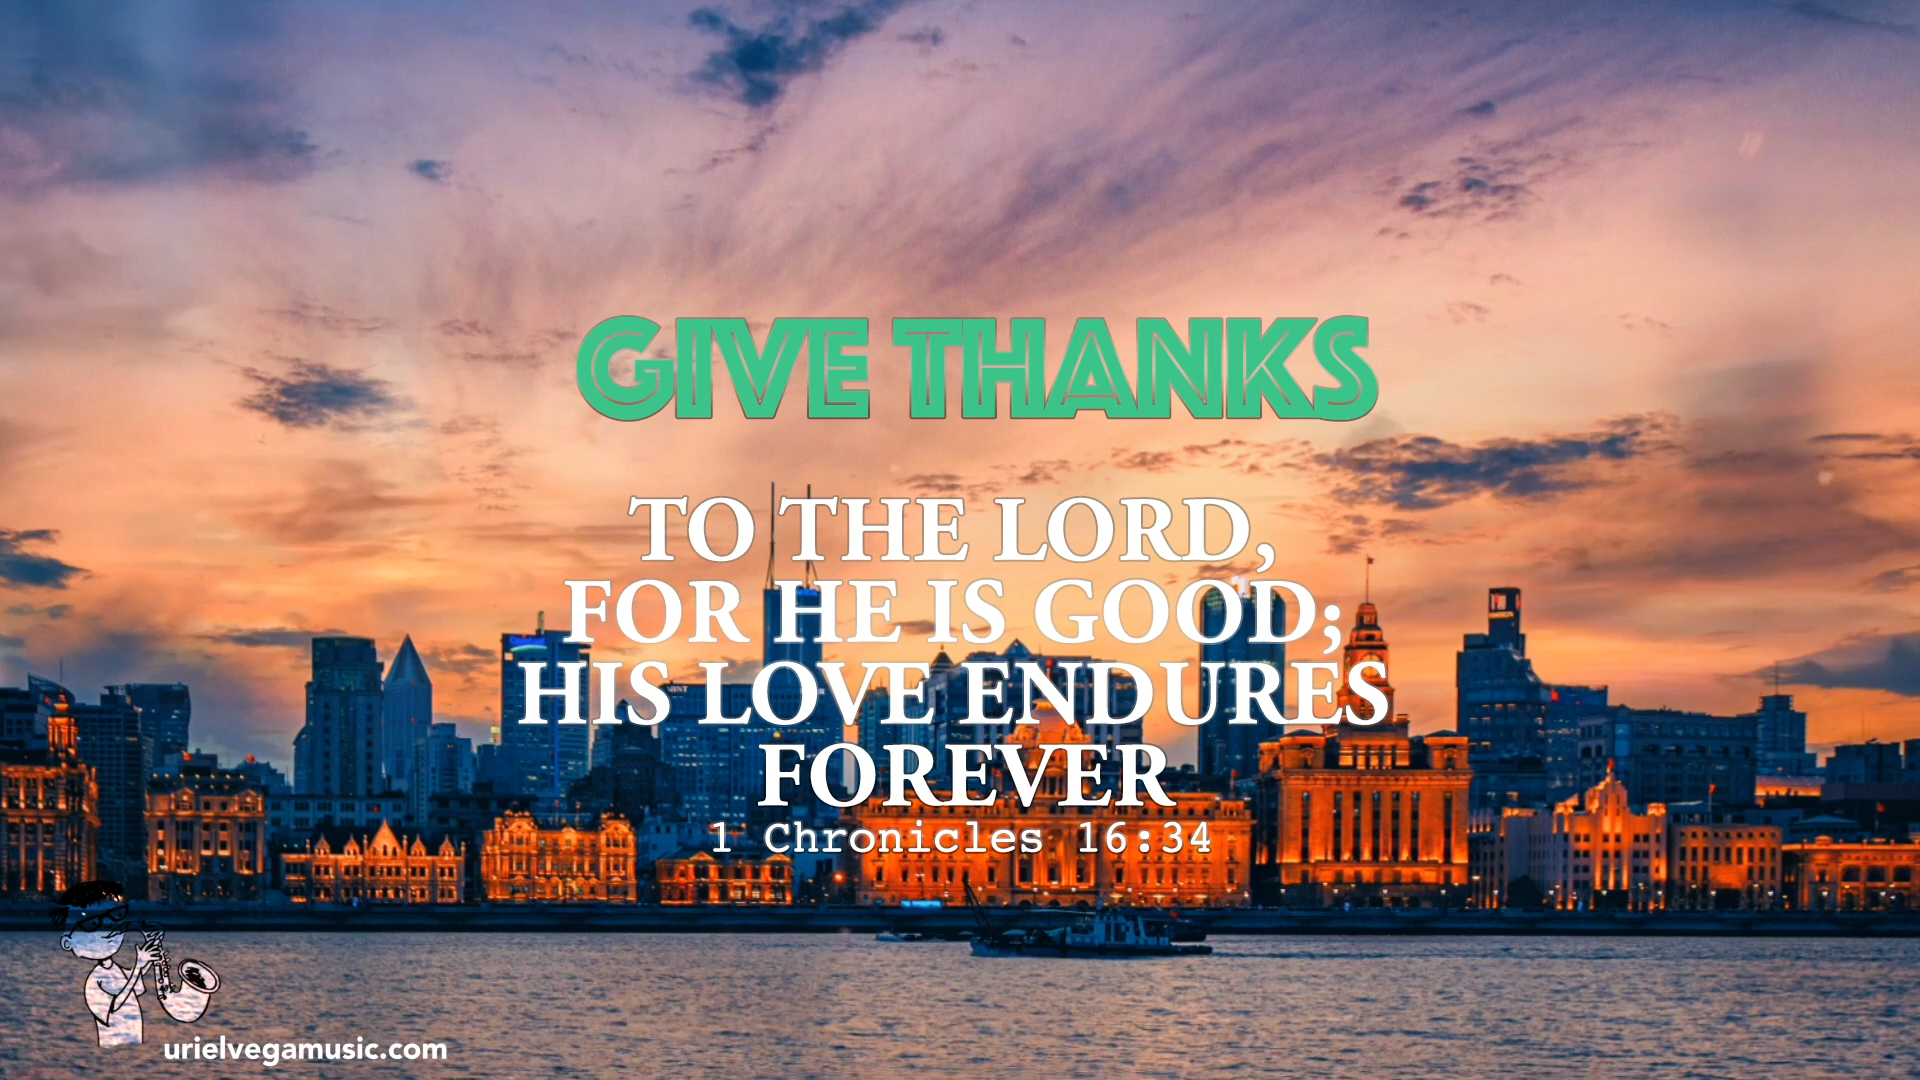 GIVE THANKS
TO THE LORD,
FOR HE IS GOOD;
HIS LOVE ENDURES
FOREVER
1 Chronicles 16:34
urielvegamusic.com